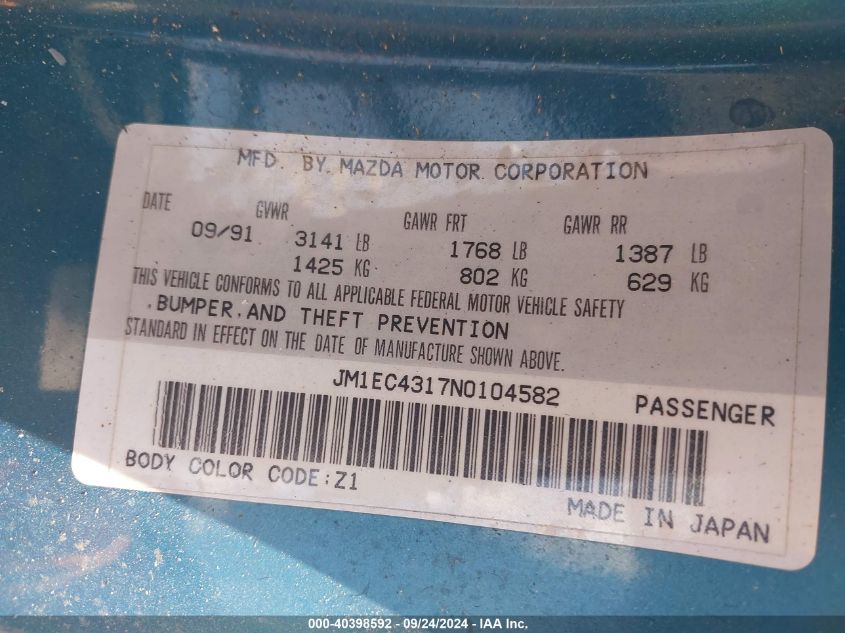 MFD. BY MAZDA MOTOR CORPORATION
DATE GVWR GAWR FRT GAWR RR
09/91 3141 LB 1768 LB 1387 LB
1425 KG 802 KG 629 KG
THIS VEHICLE CONFORMS TO ALL APPLICABLE FEDERAL MOTOR VEHICLE SAFETY
,BUMPER,AND THEFT PREVENTION
STANDARD IN EFFECT ON THE DATE OF MANUFACTURE SHOWN ABOVE.
JM1EC4317N0104582 PASSENGER
BODY COLOR CODE:Z1
MADE IN JAPAN
000-40398592 - 09/24/2024 - IAA Inc.